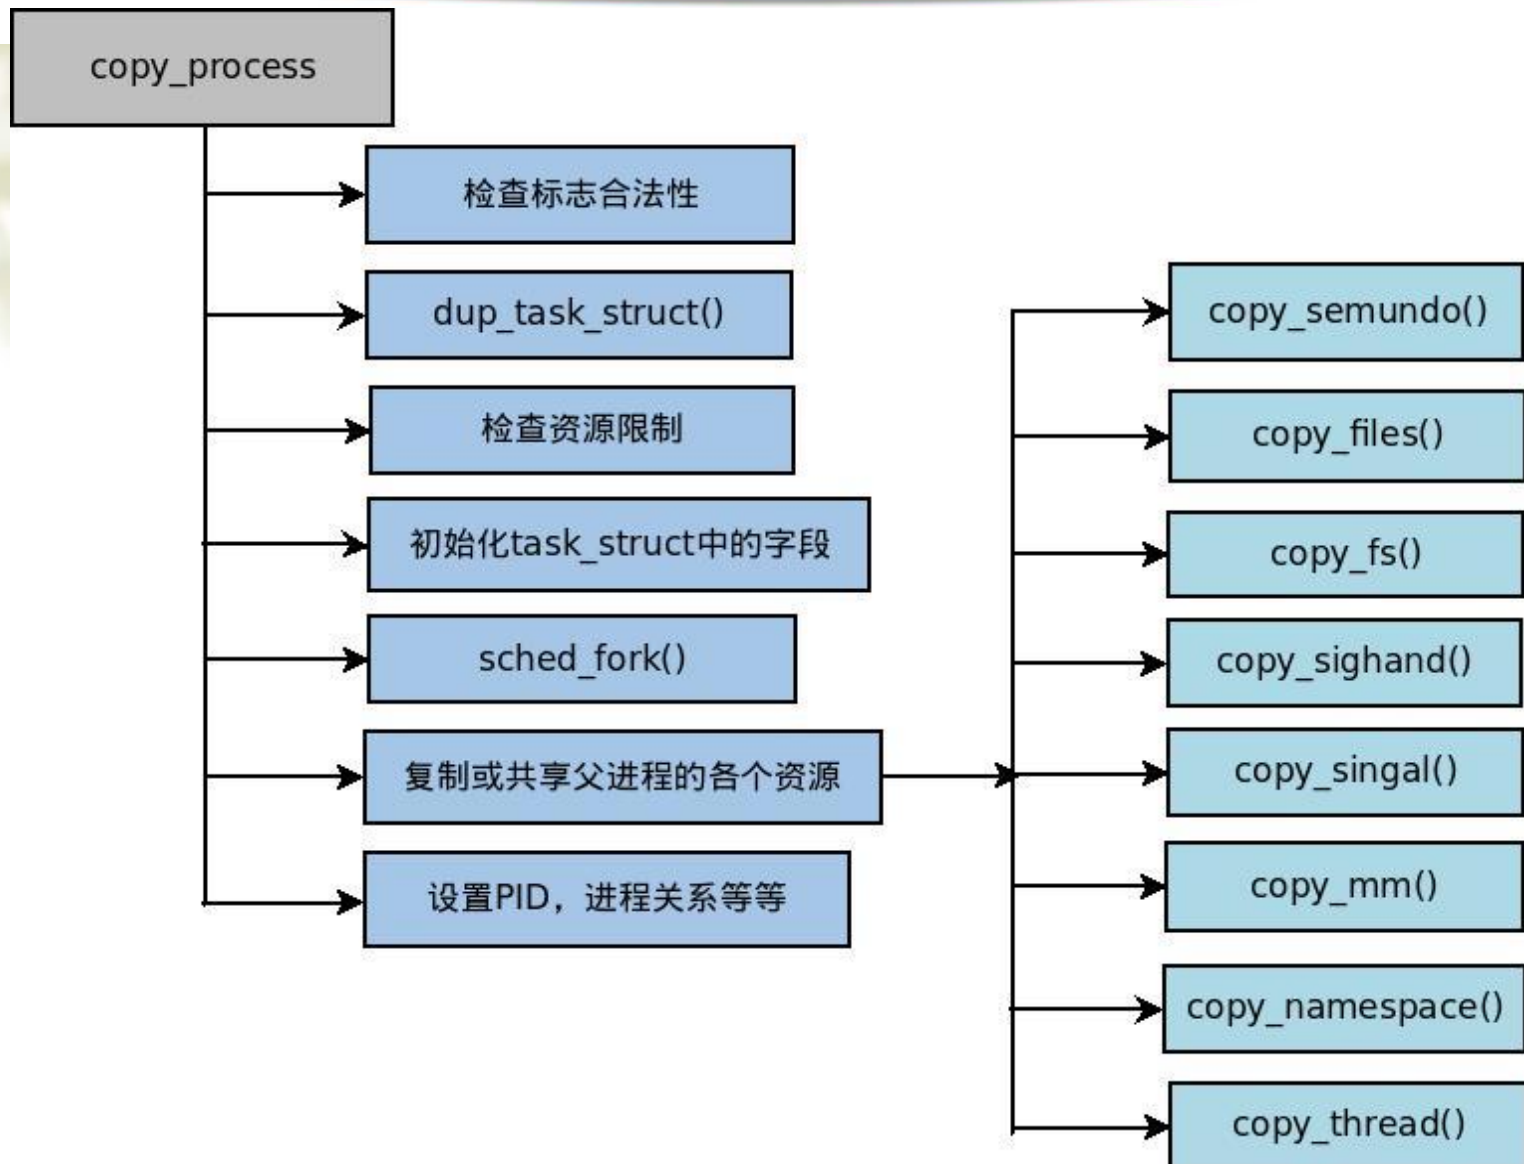 copy_process
检查标志合法性
dup_task_struct()
检查资源限制
初始化task_struct中的字段
sched_fork()
复制或共享父进程的各个资源
设置PID，进程关系等等
copy_semundo()
copy_files()
copy_fs()
copy_sighand()
copy_singal()
copy_mm()
copy_namespace()
copy_thread()